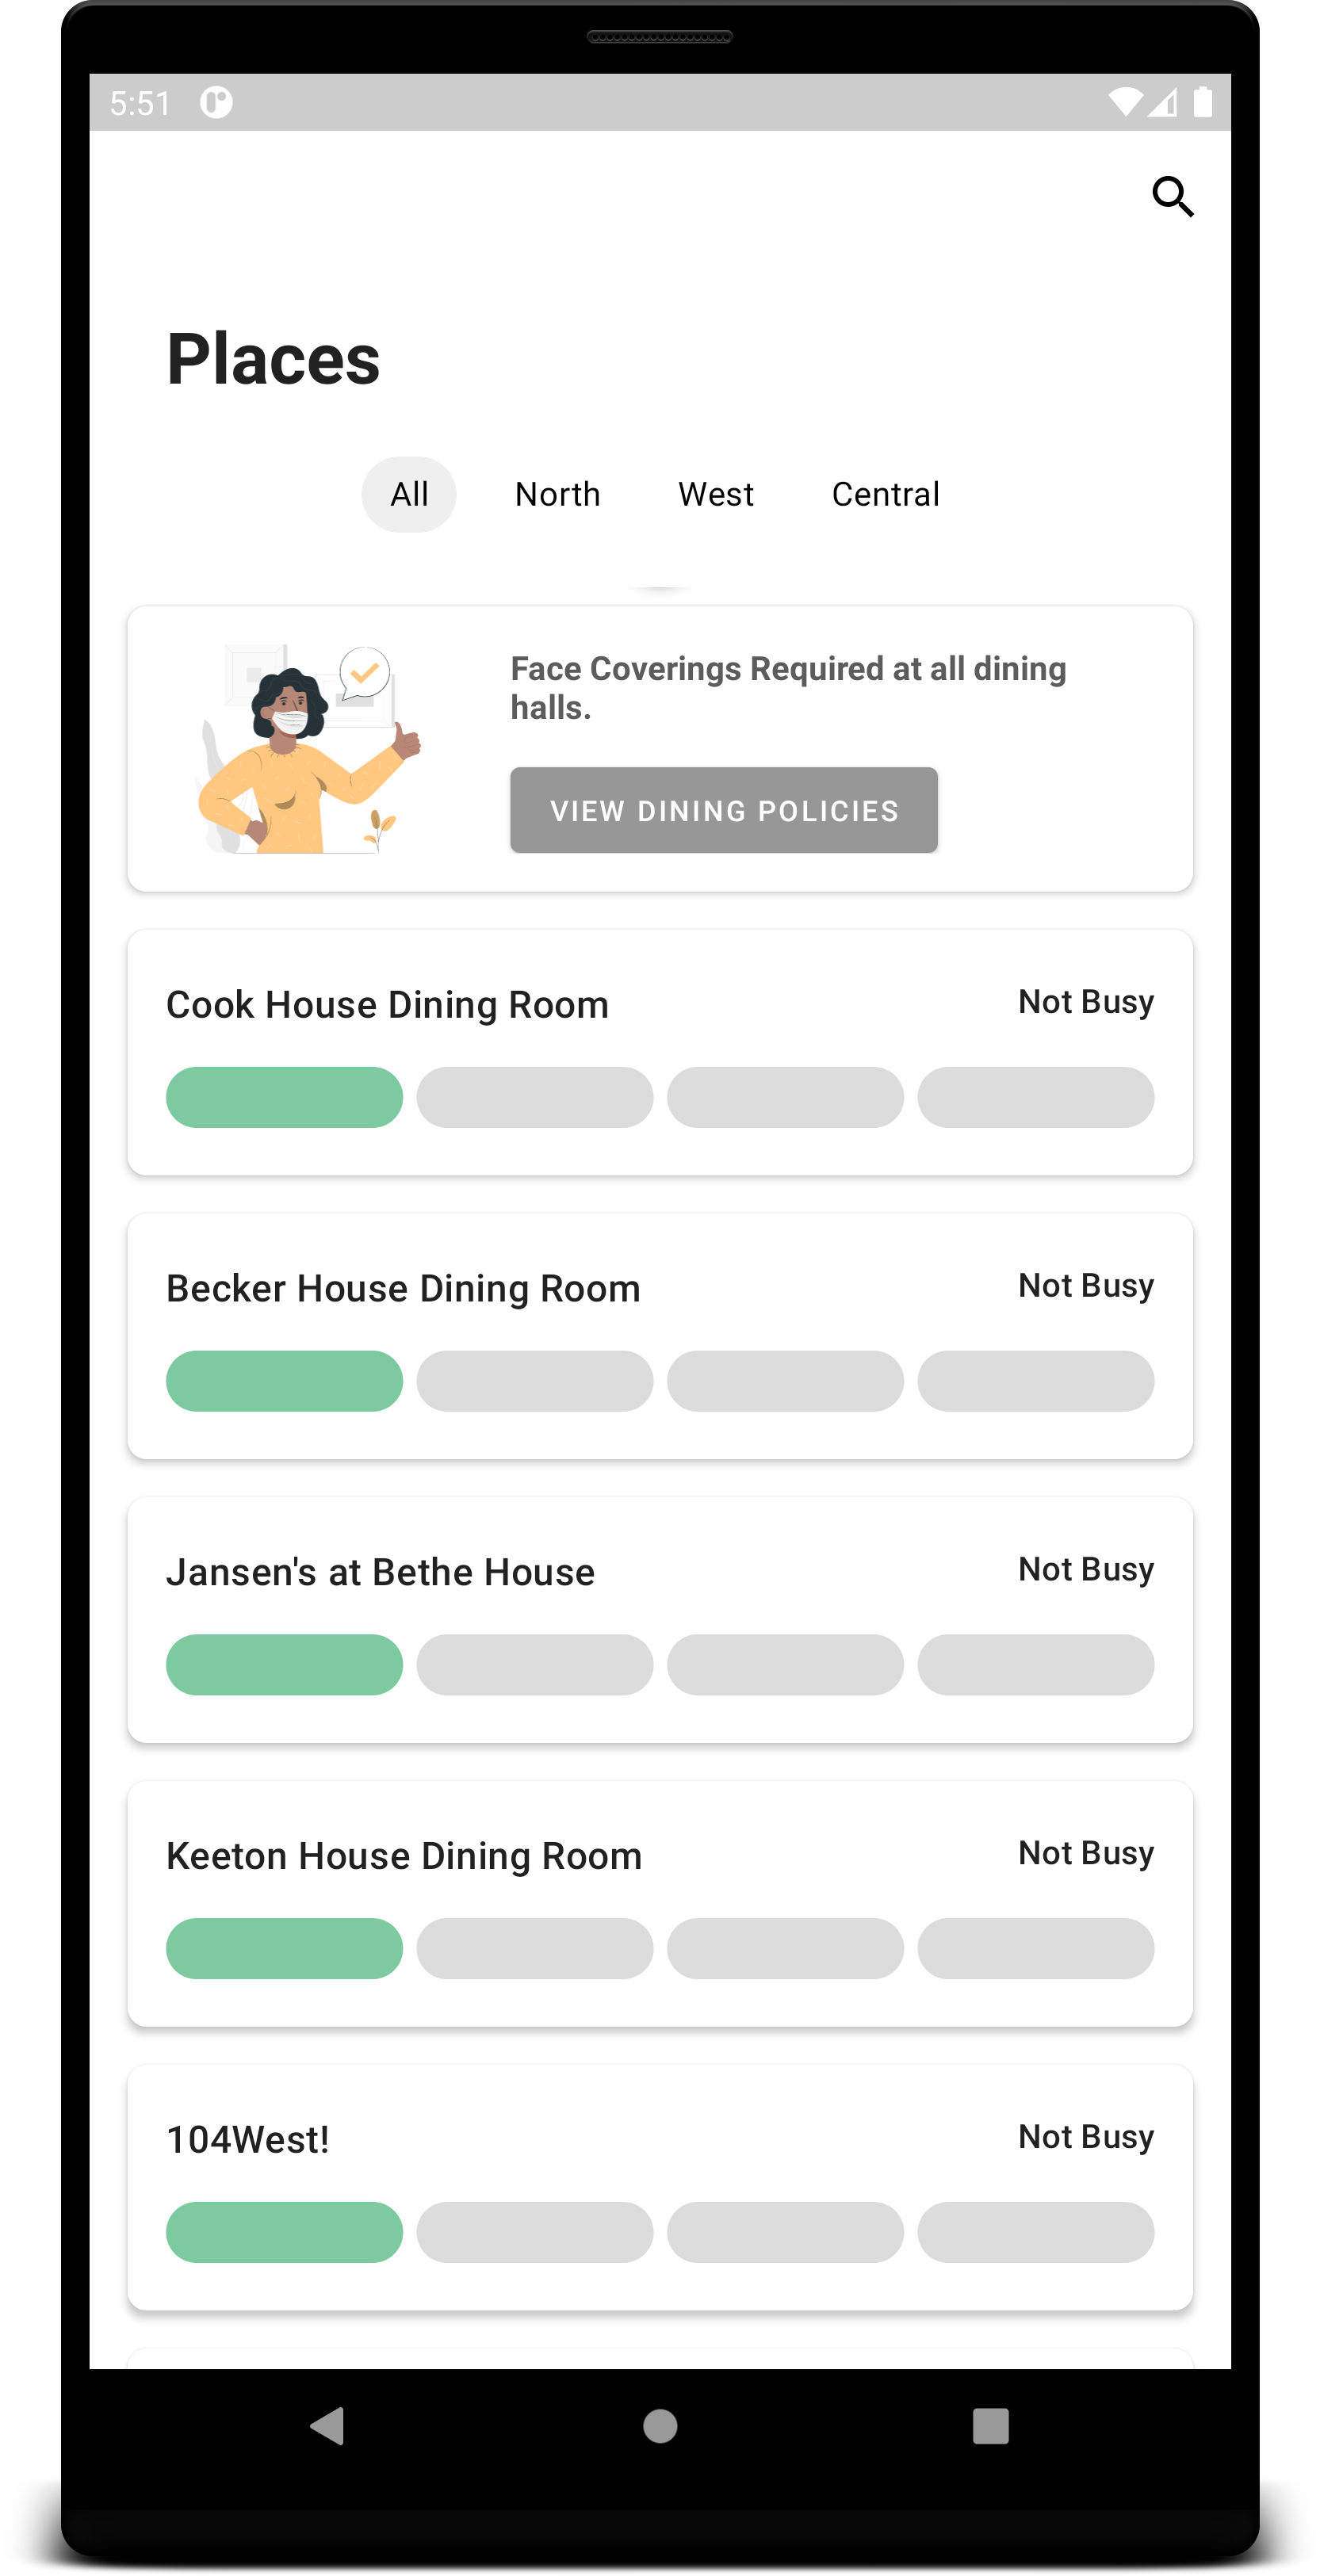 5:51
Places
All North West Central
Face Coverings Required at all dining
halls.
VIEW DINING POLICIES
Cook House Dining Room Not Busy
Becker House Dining Room Not Busy
Jansen's at Bethe House Not Busy
Keeton House Dining Room Not Busy
104West! Not Busy